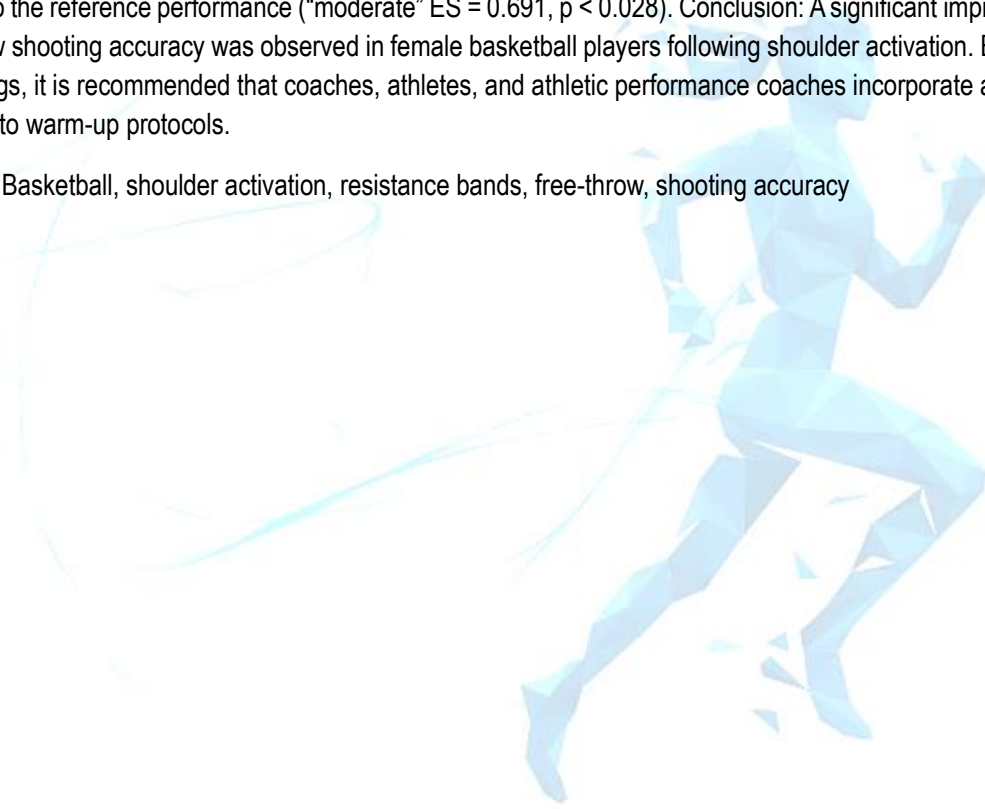 the reference performance (“moderate” ES = 0.691, p < 0.028). Conclusion: A significant
shooting accuracy was observed in female basketball players following shoulder activation.
it is recommended that coaches, athletes, and athletic performance coaches incorporate
to warm-up protocols.
Basketball, shoulder activation, resistance bands, free-throw, shooting accuracy